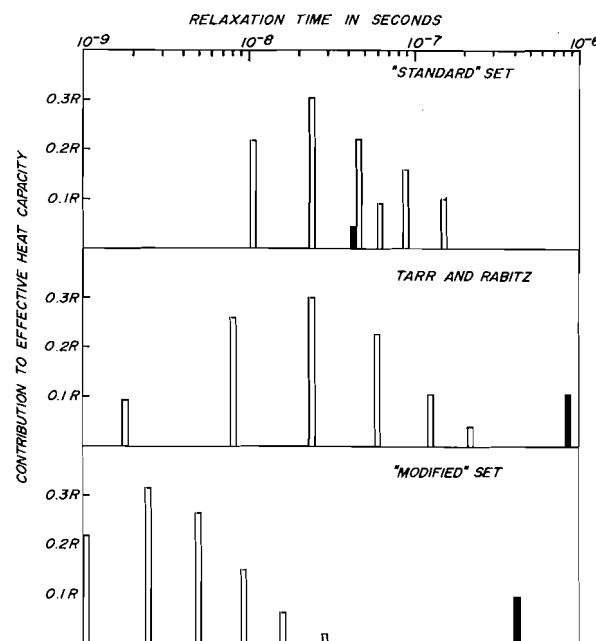 RELAXATION TIME IN SECONDS
10-9 10-8 10-7 10-6
"STANDARD" SET
0.3R
0.2R
0.1R
CONTRIBUTION TO EFFECTIVE HEAT CAPACITY
TARR AND RABITZ
0.3R
0.2R
0.1R
"MODIFIED" SET
0.3R
0.2R
0.1R